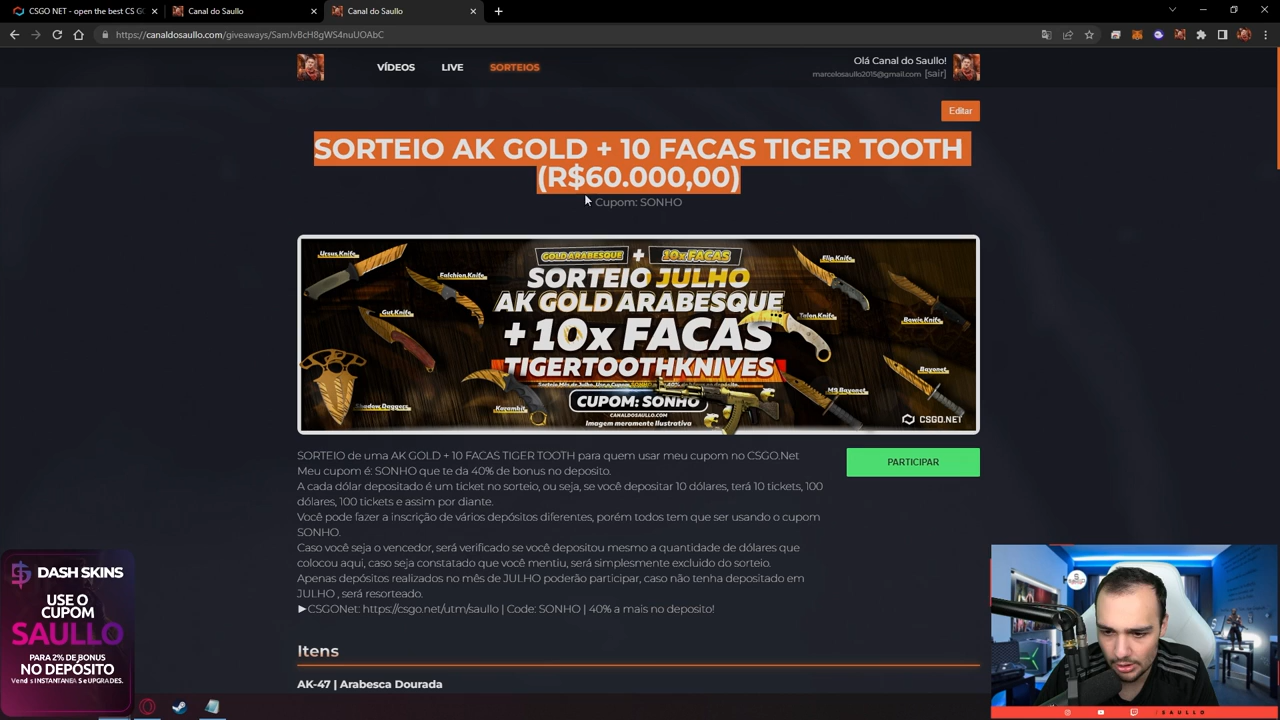 CSGO NET - open the best CS G
Canal do Saullo
Canal do Saullo
https://canaldosaullo.com/giveaways/SamJvBcH8gWS4nuUOAbC
VÍDEOS
LIVE
SORTEIOS
Olá Canal do Saullo!
marcelosaullo2015@gmail.com [sair]
Editar
SORTEIO AK GOLD + 10 FACAS TIGER TOOTH
(R$60.000,00)
Cupom: SONHO
Ursus Knife
Falchion Knife
Gut Knife
Shadow Daggers
Karambit
GOLD ARABESQUE + 10x FACAS
SORTEIO JULHO
AK GOLD ARABESQUE
+10x FACAS
TIGERTOOTHKNIVES
CUPOM: SONHO
CANALDOSAULLO.COM
Imagem meramente Ilustrativa
Flip Knife
Talon Knife
Bowie Knife
Bayonet
M9 Bayonet
CSGO.NET
SORTEIO de uma AK GOLD + 10 FACAS TIGER TOOTH para quem usar meu cupom no CSGO.Net
Meu cupom é: SONHO que te da 40% de bonus no deposito.
A cada dólar depositado é um ticket no sorteio, ou seja, se você depositar 10 dólares, terá 10 tickets, 100
dólares, 100 tickets e assim por diante.
Você pode fazer a inscrição de vários depósitos diferentes, porém todos tem que ser usando o cupom
SONHO.
Caso você seja o vencedor, será verificado se você depositou mesmo a quantidade de dólares que
colocou aqui, caso seja constatado que você mentiu, será simplesmente excluido do sorteio.
Apenas depósitos realizados no mês de JULHO poderão participar, caso não tenha depositado em
JULHO , será resorteado.
►CSGONet: https://csgo.net/utm/saullo | Code: SONHO | 40% a mais no deposito!
PARTICIPAR
Itens
AK-47 | Arabesca Dourada
DASH SKINS
USE O
CUPOM
SAULLO
PARA 2% DE BONUS
NO DEPÓSITO
/SAULLO